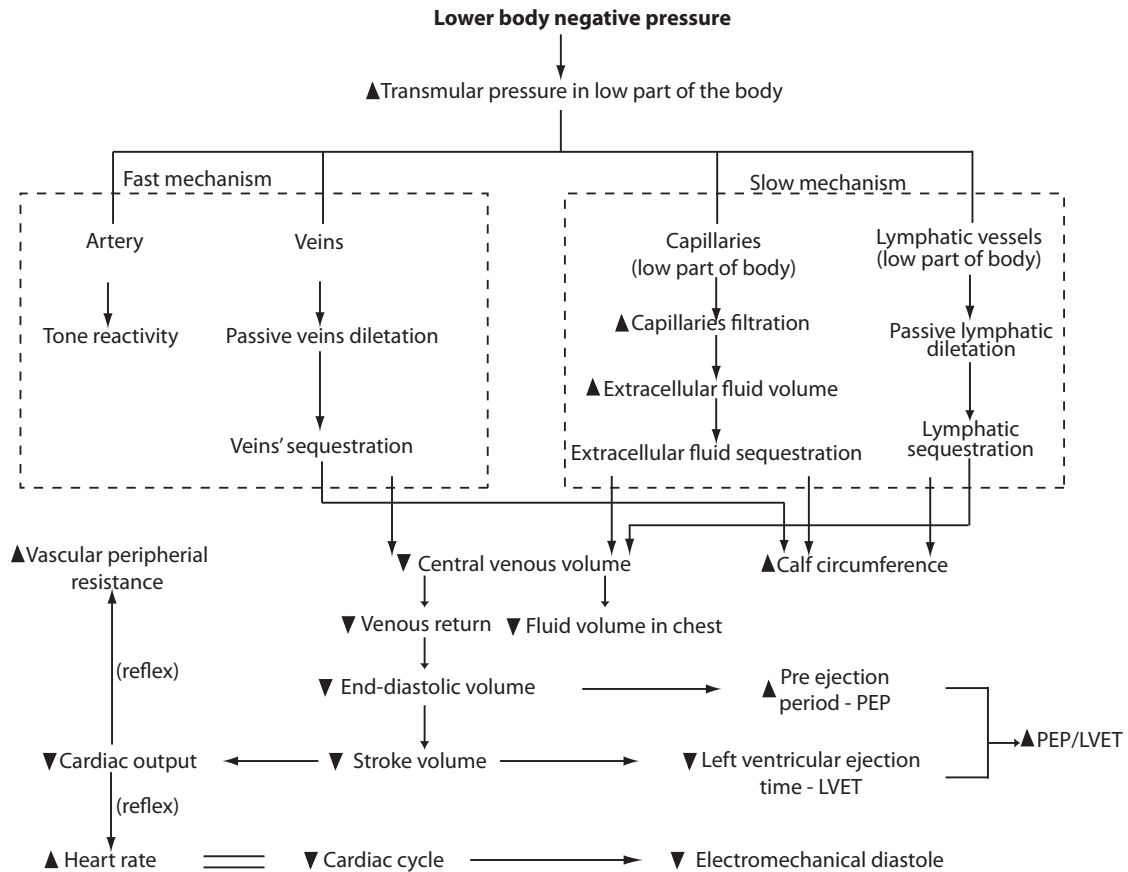 Lower body negative pressure
▲Transmular pressure in low part of the body
Fast mechanism
Slow mechanism
Artery
Veins
Capillaries
(low part of body)
Lymphatic vessels
(low part of body)
Tone reactivity
Passive veins diletation
▲Capillaries filtration
Passive lymphatic
diletation
▲Extracellular fluid volume
Veins' sequestration
Extracellular fluid sequestration
Lymphatic
sequestration
▲Vascular peripherial
resistance
▼ Central venous volume
▲Calf circumference
▼ Venous return
▼ Fluid volume in chest
(reflex)
▼ End-diastolic volume
▲ Pre ejection
period - PEP
▲PEP/LVET
▼Cardiac output
▼ Stroke volume
▼ Left ventricular ejection
time - LVET
(reflex)
▲ Heart rate
▼ Cardiac cycle
▼ Electromechanical diastole